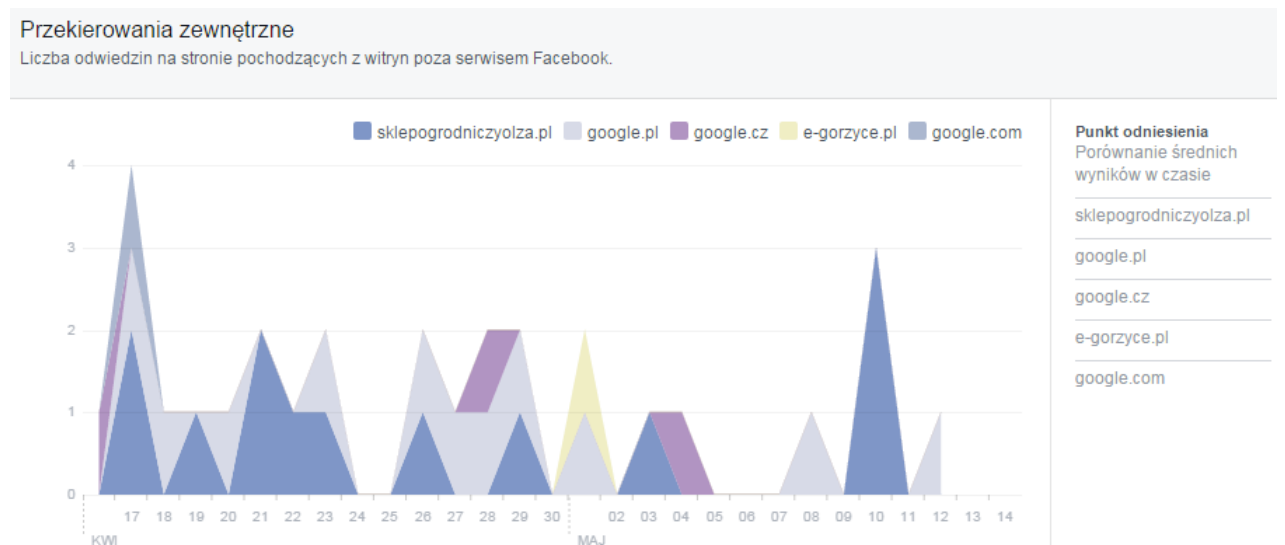 Przekierowania zewnętrzne
Liczba odwiedzin na stronie pochodzących z witryn poza serwisem Facebook.
sklepogrodniczyolza.pl google.pl google.cz e-gorzyce.pl google.com
4
3
2
1
0
17 18 19 20 21 22 23 24 25 26 27 28 29 30 02 03 04 05 06 07 08 09 10 11 12 13 14
KWI MAJ
Punkt odniesienia
Porównanie średnich
wyników w czasie
sklepogrodniczyolza.pl
google.pl
google.cz
e-gorzyce.pl
google.com